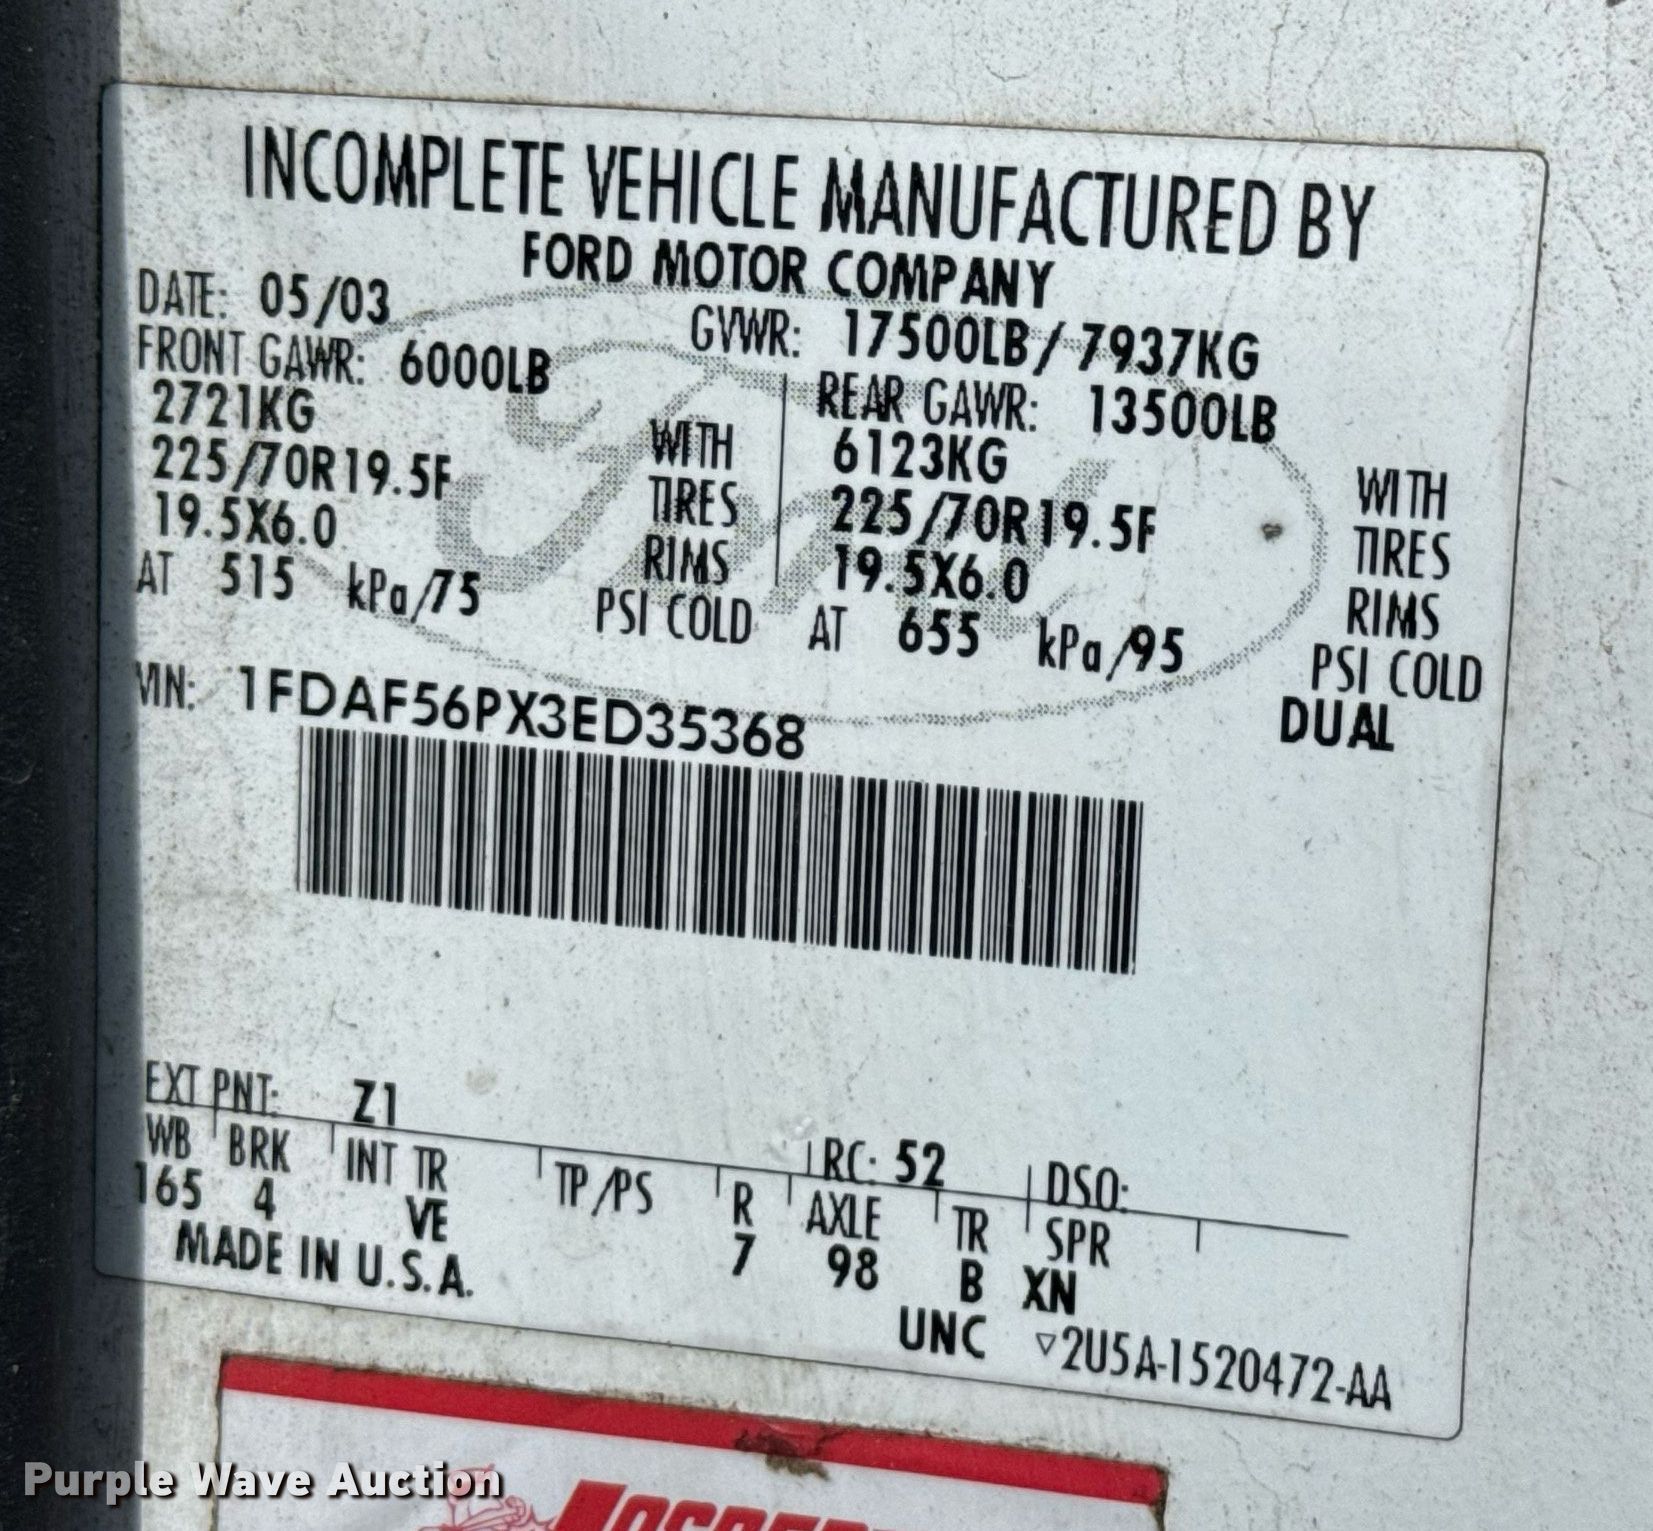 INCOMPLETE VEHICLE MANUFACTURED BY
FORD MOTOR COMPANY
DATE: 05/03
GVWR: 17500LB/7937KG
FRONT GAWR: 6000LB
2721KG
WITH
225/70R19.5F
TIRES
19.5X6.0
RIMS
AT 515 kPa/75
PSI COLD
REAR GAWR: 13500LB
6123KG
WITH
225/70R19.5F
TIRES
19.5X6.0
RIMS
AT 655 kPa/95
PSI COLD
DUAL
Ford
VIN: 1FDAF56PX3ED35368
EXT PNT: Z1
RC: 52
DSO:
WB BRK INT TR TP/PS R AXLE TR SPR
165 4 VE 7 98 B XN
MADE IN U.S.A.
UNC ▽2U5A-1520472-AA
Purple Wave Auction